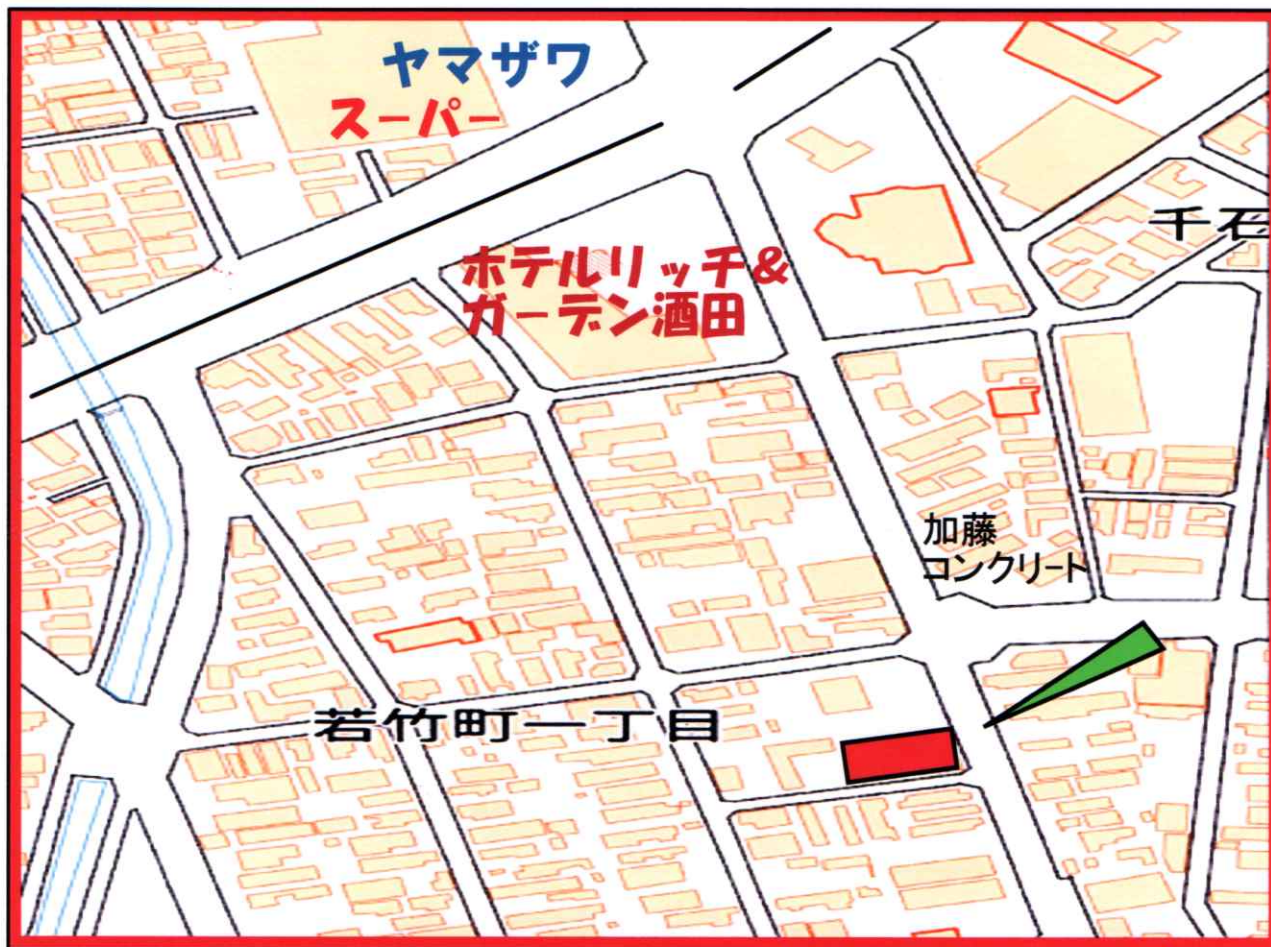 ヤマザワ
スーパー
千石
ホテルリッチ&
ガーデン酒田
加藤
コンクリート
若竹町一丁目